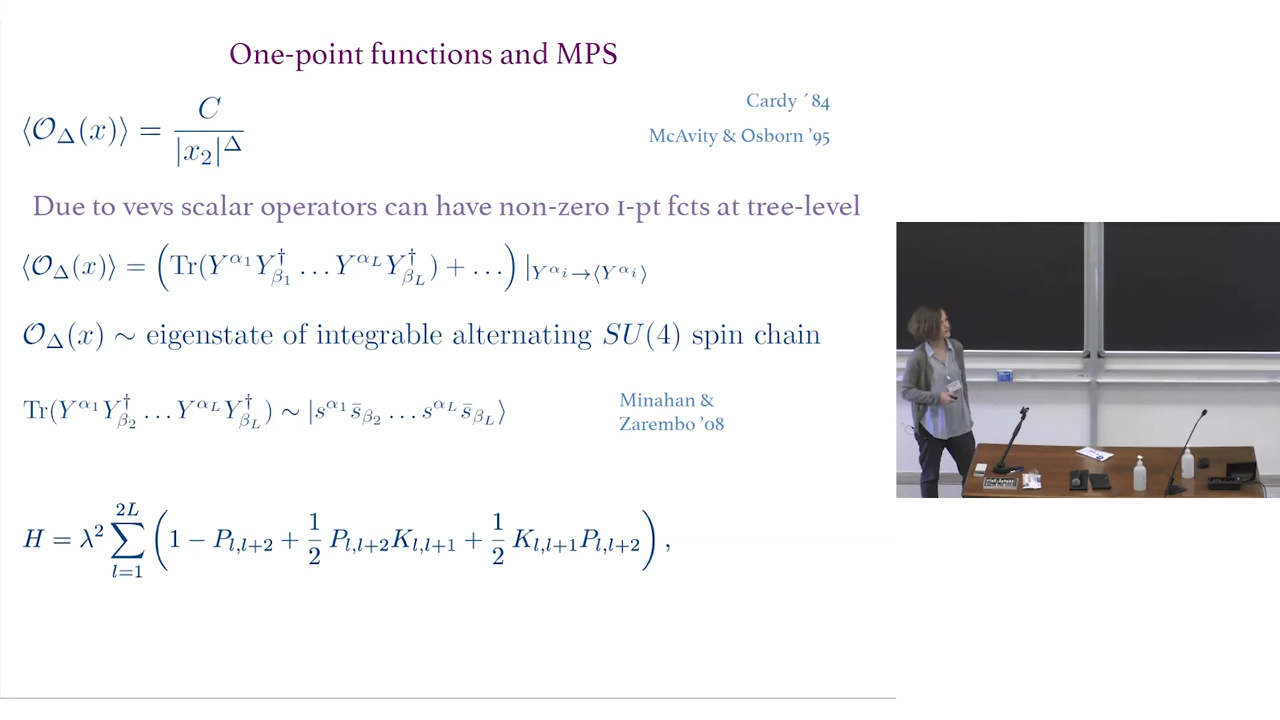 One-point functions and MPS
⟨𝒪_Δ(x)⟩ = C / |x_2|^Δ
Cardy ´84
McAvity & Osborn ’95
Due to vevs scalar operators can have non-zero 1-pt fcts at tree-level
⟨𝒪_Δ(x)⟩ = (Tr(Y^{α_1} Y^†_{β_1} … Y^{α_L} Y^†_{β_L}) + …) |_{Y^{α_i} → ⟨Y^{α_i}⟩}
𝒪_Δ(x) ∼ eigenstate of integrable alternating SU(4) spin chain
Tr(Y^{α_1} Y^†_{β_2} … Y^{α_L} Y^†_{β_L}) ∼ |s^{α_1} s̄_{β_2} … s^{α_L} s̄_{β_L}⟩
Minahan &
Zarembo ’08
H = λ^2 ∑_{l=1}^{2L} (1 − P_{l,l+2} + 1/2 P_{l,l+2} K_{l,l+1} + 1/2 K_{l,l+1} P_{l,l+2}) ,